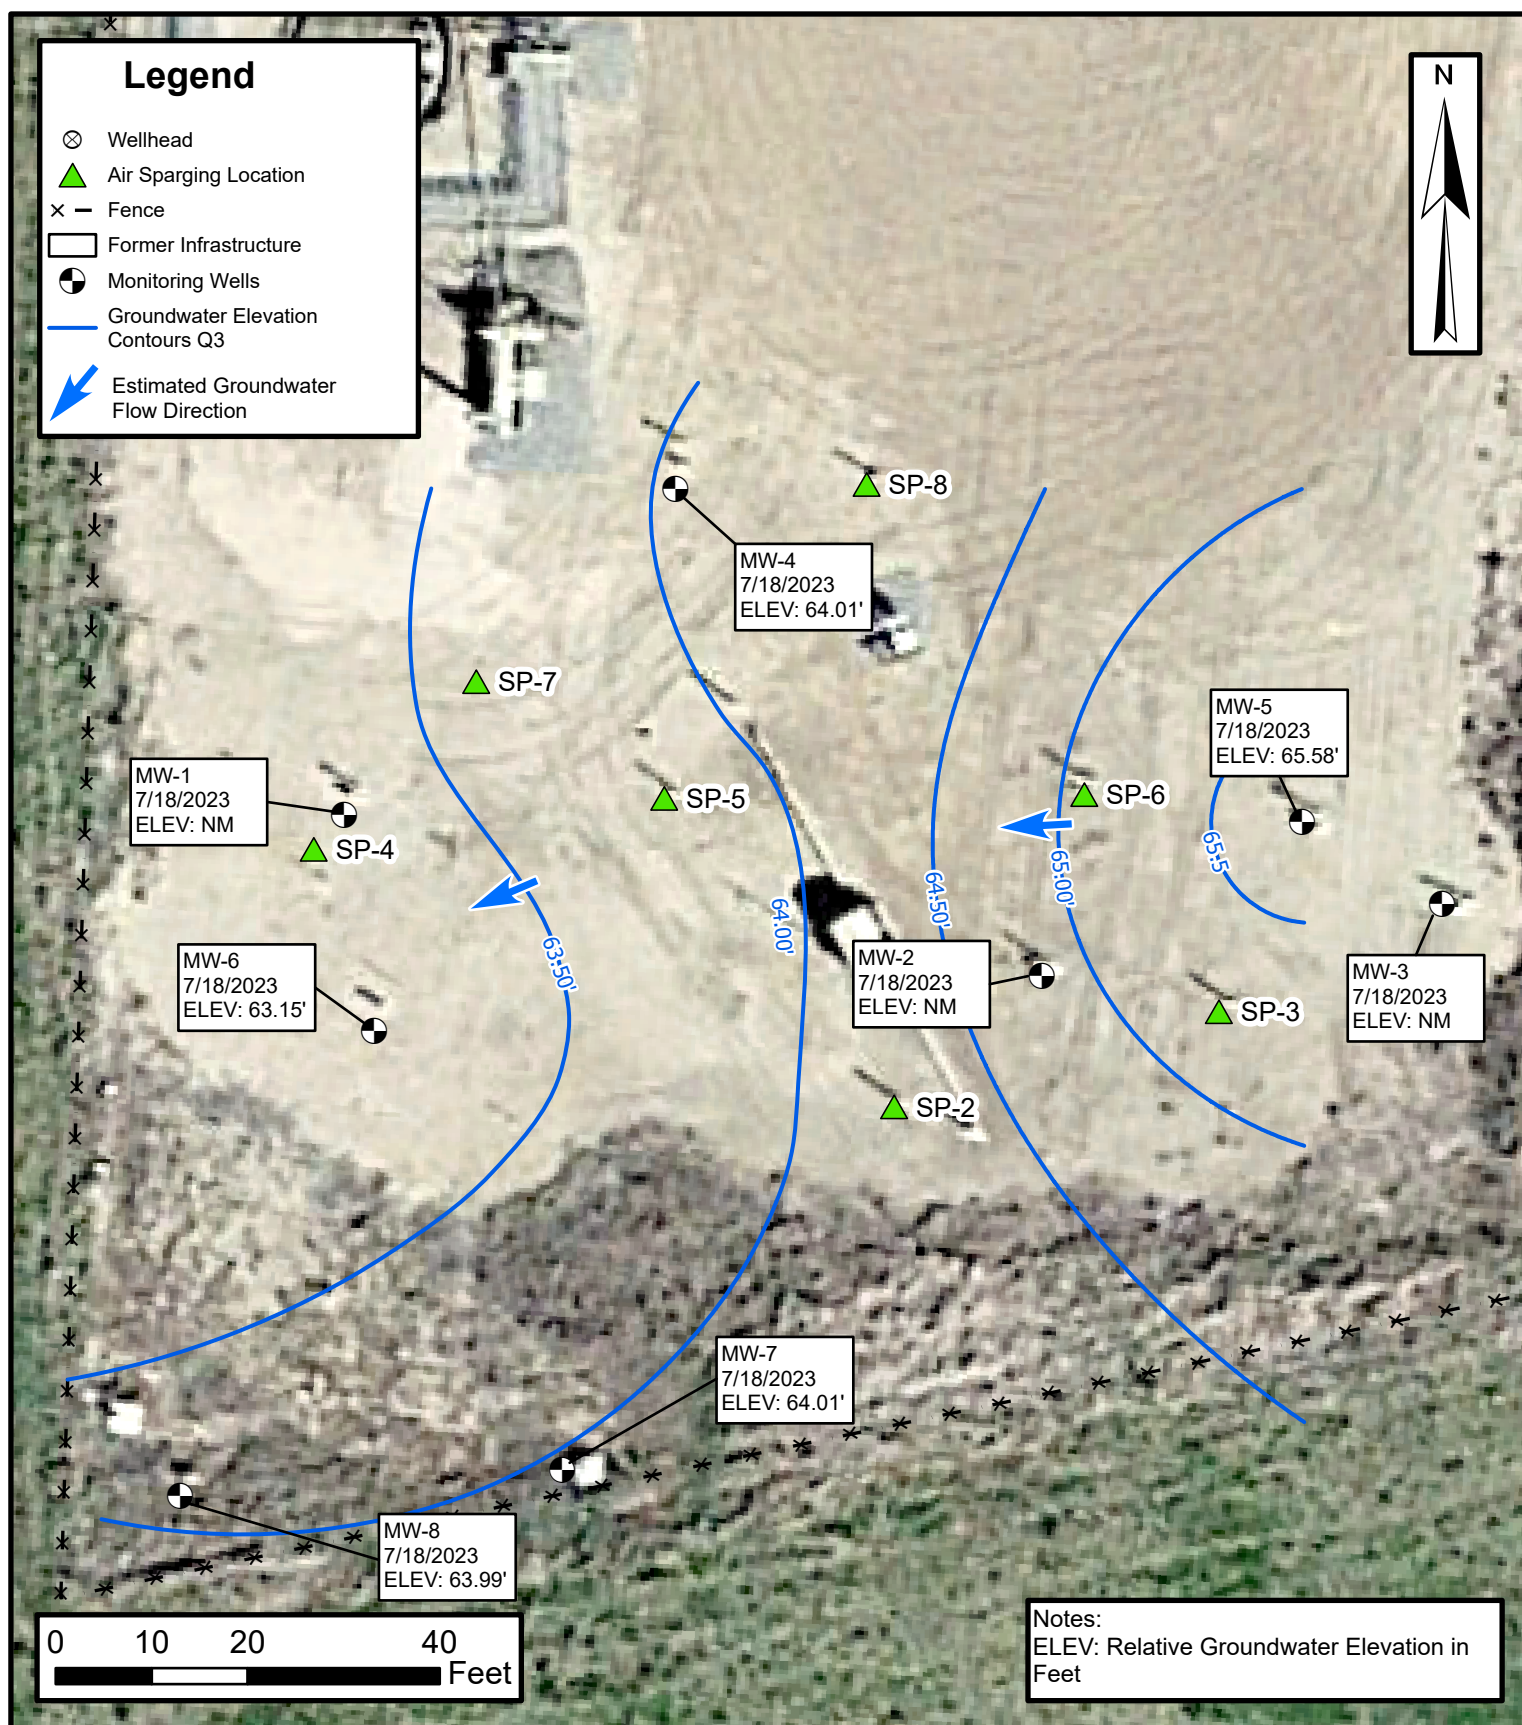 Legend
Wellhead
Air Sparging Location
Fence
Former Infrastructure
Monitoring Wells
Groundwater Elevation
Contours Q3
Estimated Groundwater
Flow Direction
N
SP-8
MW-4
7/18/2023
ELEV: 64.01'
SP-7
MW-5
7/18/2023
ELEV: 65.58'
MW-1
7/18/2023
ELEV: NM
SP-5
SP-6
SP-4
65.5
65.00'
64.50'
64.00'
63.50'
MW-6
7/18/2023
ELEV: 63.15'
MW-2
7/18/2023
ELEV: NM
MW-3
7/18/2023
ELEV: NM
SP-3
SP-2
MW-7
7/18/2023
ELEV: 64.01'
MW-8
7/18/2023
ELEV: 63.99'
0 10 20 40
Feet
Notes:
ELEV: Relative Groundwater Elevation in
Feet